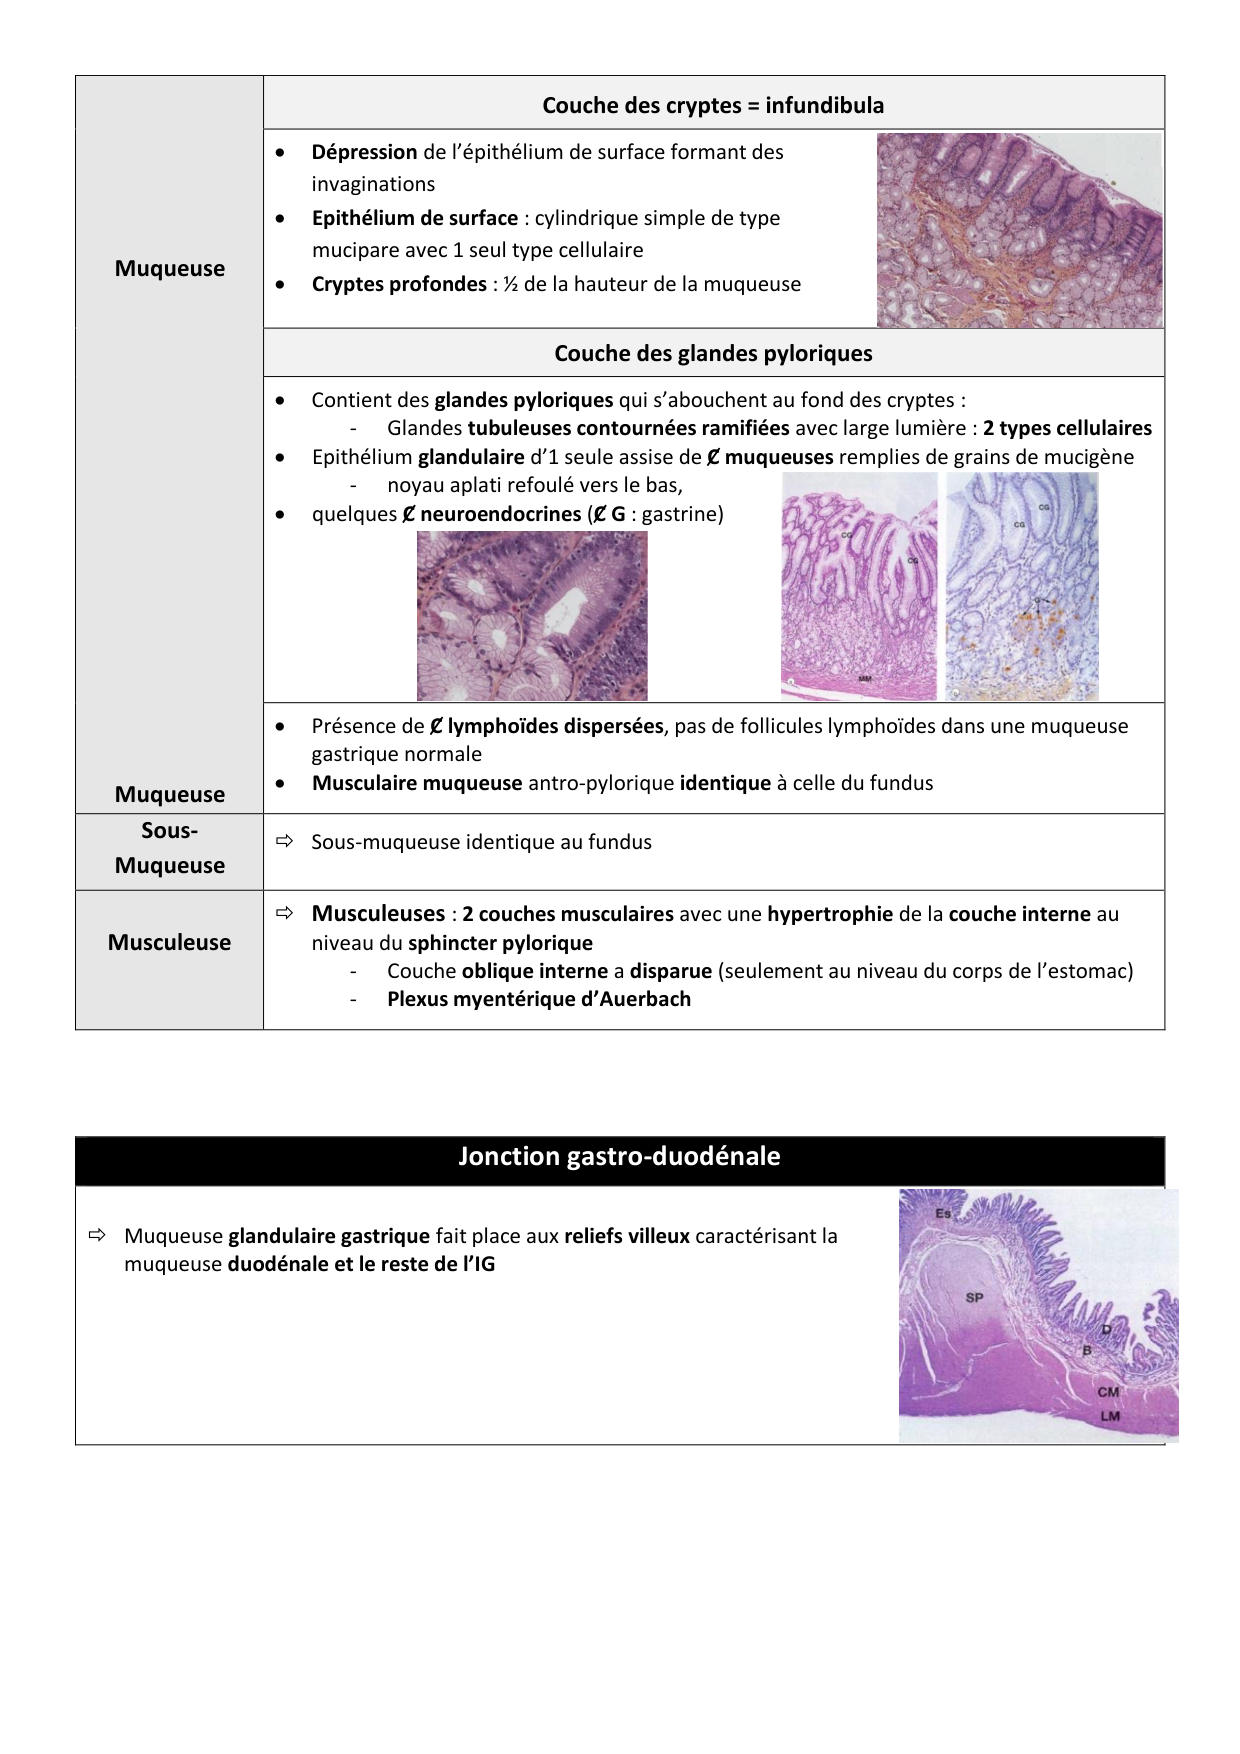 Couche des cryptes = infundibula
Muqueuse
• Dépression de l’épithélium de surface formant des
invaginations
• Epithélium de surface : cylindrique simple de type
mucipare avec 1 seul type cellulaire
• Cryptes profondes : ½ de la hauteur de la muqueuse
Couche des glandes pyloriques
• Contient des glandes pyloriques qui s’abouchent au fond des cryptes :
- Glandes tubuleuses contournées ramifiées avec large lumière : 2 types cellulaires
• Epithélium glandulaire d’1 seule assise de Ȼ muqueuses remplies de grains de mucigène
- noyau aplati refoulé vers le bas,
• quelques Ȼ neuroendocrines (Ȼ G : gastrine)
CG
CG
MM
CG
CG
G
• Présence de Ȼ lymphoïdes dispersées, pas de follicules lymphoïdes dans une muqueuse
gastrique normale
• Musculaire muqueuse antro-pylorique identique à celle du fundus
Muqueuse
Sous-
Muqueuse
⇨ Sous-muqueuse identique au fundus
Musculeuse
⇨ Musculeuses : 2 couches musculaires avec une hypertrophie de la couche interne au
niveau du sphincter pylorique
- Couche oblique interne a disparue (seulement au niveau du corps de l’estomac)
- Plexus myentérique d’Auerbach
Jonction gastro-duodénale
⇨ Muqueuse glandulaire gastrique fait place aux reliefs villeux caractérisant la
muqueuse duodénale et le reste de l’IG
Es
SP
D
B
CM
LM